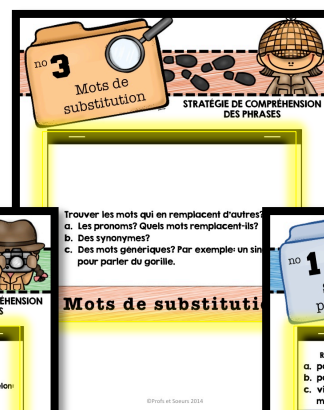 no 3
Mots de
substitution
STRATÉGIE DE COMPRÉHENSION
DES PHRASES
Trouver les mots qui en remplacent d'autres?
a. Les pronoms? Quels mots remplacent-ils?
b. Des synonymes?
c. Des mots génériques? Par exemple: un sin
pour parler du gorille.
Mots de substituti
©Profs et Soeurs 2014
ÉHENSION
S
elon
no 1
p
R
a. p
b. p
c. vi
m